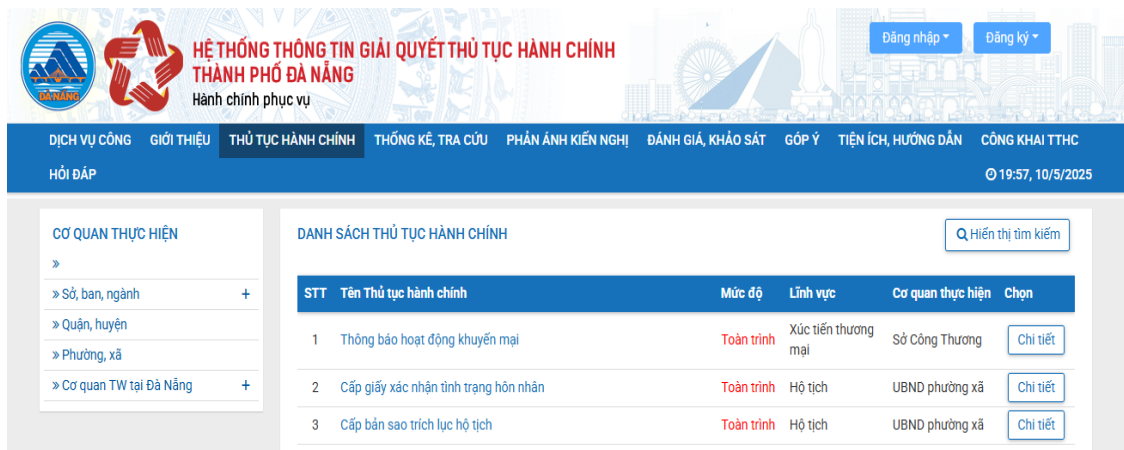 HỆ THỐNG THÔNG TIN GIẢI QUYẾT THỦ TỤC HÀNH CHÍNH
THÀNH PHỐ ĐÀ NẴNG
Hành chính phục vụ
ĐÀ NẴNG
Đăng nhập
Đăng ký
DỊCH VỤ CÔNG GIỚI THIỆU THỦ TỤC HÀNH CHÍNH THỐNG KÊ, TRA CỨU PHẢN ÁNH KIẾN NGHỊ ĐÁNH GIÁ, KHẢO SÁT GÓP Ý TIỆN ÍCH, HƯỚNG DẪN CÔNG KHAI TTHC
HỎI ĐÁP 19:57, 10/5/2025
CƠ QUAN THỰC HIỆN
»
» Sở, ban, ngành +
» Quận, huyện
» Phường, xã
» Cơ quan TW tại Đà Nẵng +
DANH SÁCH THỦ TỤC HÀNH CHÍNH
Hiển thị tìm kiếm
STT Tên Thủ tục hành chính Mức độ Lĩnh vực Cơ quan thực hiện Chọn
1 Thông báo hoạt động khuyến mại Toàn trình Xúc tiến thương mại Sở Công Thương Chi tiết
2 Cấp giấy xác nhận tình trạng hôn nhân Toàn trình Hộ tịch UBND phường xã Chi tiết
3 Cấp bản sao trích lục hộ tịch Toàn trình Hộ tịch UBND phường xã Chi tiết